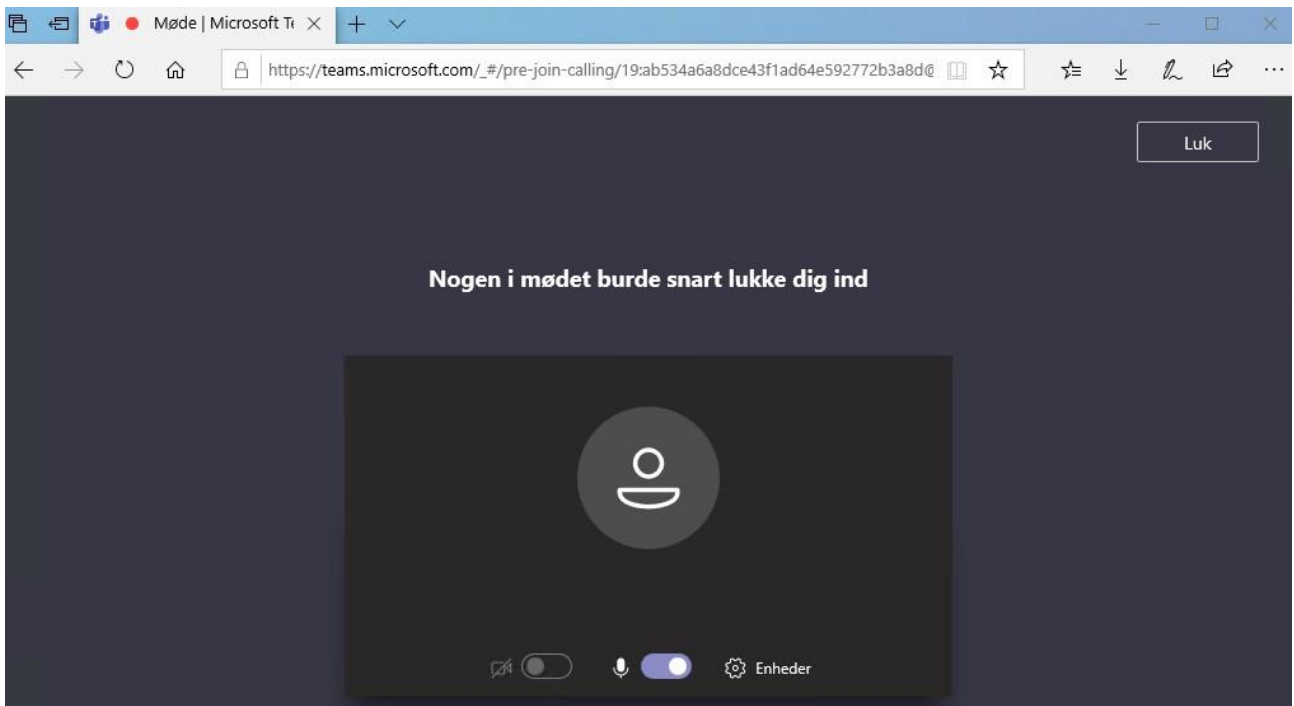 Møde | Microsoft Te
https://teams.microsoft.com/_#/pre-join-calling/19:ab534a6a8dce43f1ad64e592772b3a8d@
Luk
Nogen i mødet burde snart lukke dig ind
Enheder